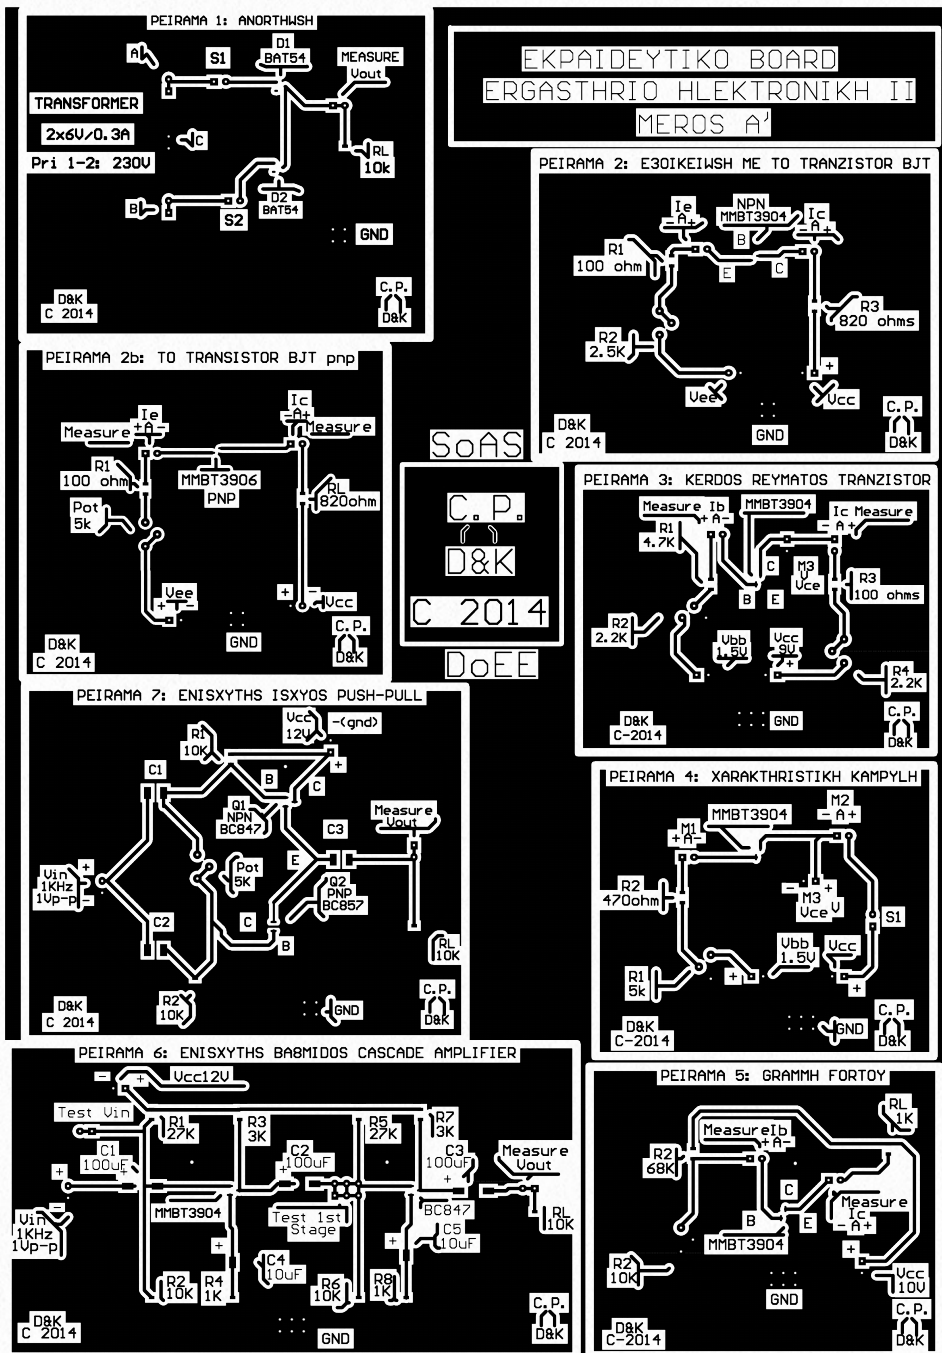 PEIRAMA 1: ANORTHWSH
A
S1
D1
BAT54
MEASURE
Vout
TRANSFORMER
2x6V/0.3A
Pri 1-2: 230V
C
RL
10k
B
S2
D2
BAT54
GND
D&K
C 2014
C.P.
D&K
EKPAIDEYTIKO BOARD
ERGASTHRIO HLEKTRONIKH II
MEROS A'
PEIRAMA 2: E3OIKEIWSH ME TO TRANZISTOR BJT
Ie
-A+
NPN
MMBT3904
B
Ic
-A+
R1
100 ohm
E
C
R3
820 ohms
R2
2.5K
+
Vee
Vcc
D&K
C 2014
GND
C.P.
D&K
PEIRAMA 2b: TO TRANSISTOR BJT pnp
Ie
+A-
Measure
Ic
-A+
Measure
R1
100 ohm
MMBT3906
PNP
RL
820ohm
Pot
5k
Vee
+ -
+ -
Vcc
D&K
C 2014
GND
C.P.
D&K
SoAS
C.P.
D&K
C 2014
DoEE
PEIRAMA 3: KERDOS REYMATOS TRANZISTOR
Measure Ib
+A-
MMBT3904
Ic Measure
-A+
R1
4.7K
C
M3
V
Vce
B
E
R3
100 ohms
R2
2.2K
Vbb
1.5V
Vcc
9V
+
R4
2.2K
D&K
C-2014
GND
C.P.
D&K
PEIRAMA 7: ENISXYTHS ISXYOS PUSH-PULL
R1
10K
Vcc
12V
-(gnd)
+
C1
B
C
Q1
NPN
BC847
C3
Measure
Vout
Vin
1KHz
1Vp-p
+
-
Pot
5K
E
Q2
PNP
BC857
C2
C
B
RL
10K
R2
10K
D&K
C 2014
GND
C.P.
D&K
PEIRAMA 4: XARAKTHRISTIKH KAMPYLH
M1
+A-
MMBT3904
M2
-A+
R2
470ohm
- +
M3
V
Vce
S1
R1
5k
+
Vbb
1.5V
Vcc
+
D&K
C-2014
GND
C.P.
D&K
PEIRAMA 6: ENISXYTHS BA8MIDOS CASCADE AMPLIFIER
- +
Vcc12V
Test Vin
R1
27K
R3
3K
R5
27K
R7
3K
C1
100uF
+
C2
100uF
+
C3
100uF
+
Measure
Vout
+
-
Vin
1KHz
1Vp-p
MMBT3904
Test 1st
Stage
BC847
RL
10K
+
C4
10uF
+
C5
10uF
R2
10K
R4
1K
R6
10K
R8
1K
D&K
C 2014
GND
C.P.
D&K
PEIRAMA 5: GRAMMH FORTOY
RL
1K
MeasureIb
+A-
R2
68K
C
B
E
Measure
Ic
-A+
MMBT3904
+
R2
10K
Vcc
10V
GND
D&K
C-2014
C.P.
D&K